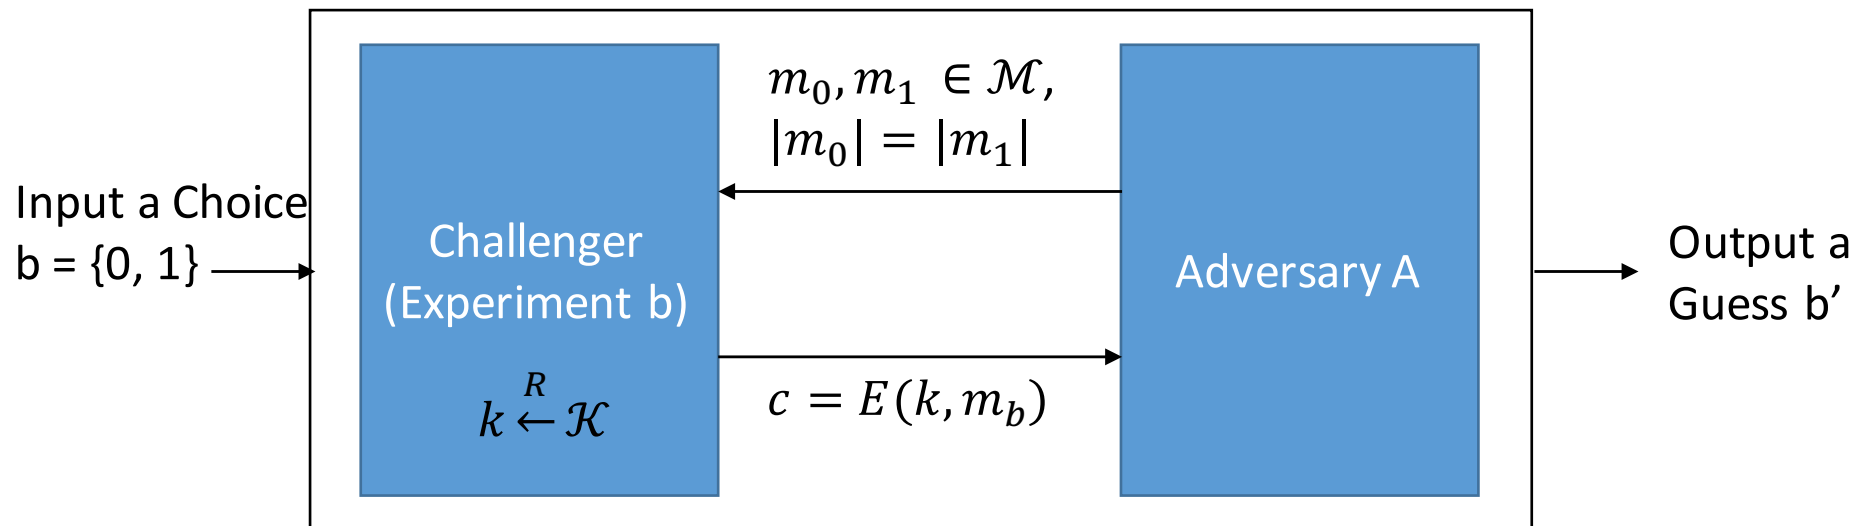 Input a Choice
b = {0, 1}
Challenger
(Experiment b)
k ←R 𝒦
m₀, m₁ ∈ ℳ,
|m₀| = |m₁|
c = E(k, m_b)
Adversary A
Output a
Guess b’